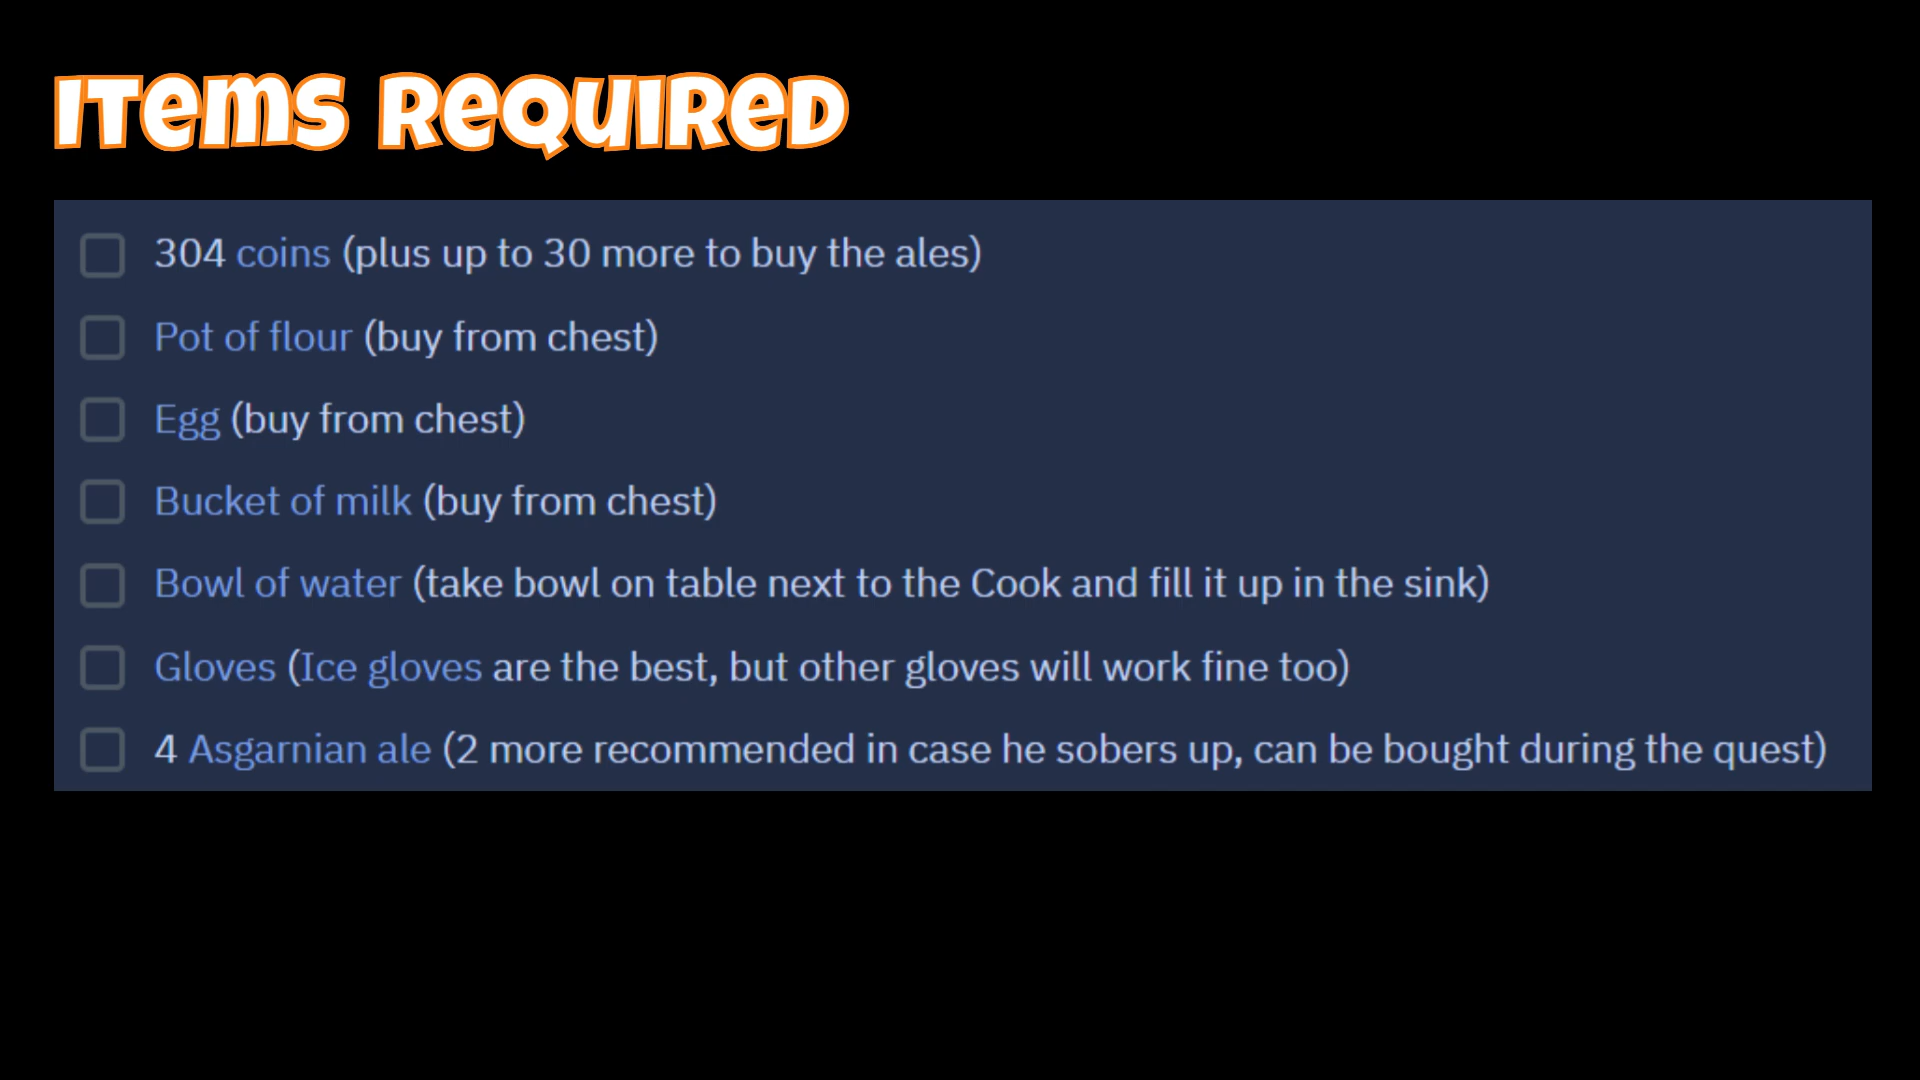 Items Required
304 coins (plus up to 30 more to buy the ales)
Pot of flour (buy from chest)
Egg (buy from chest)
Bucket of milk (buy from chest)
Bowl of water (take bowl on table next to the Cook and fill it up in the sink)
Gloves (Ice gloves are the best, but other gloves will work fine too)
4 Asgarnian ale (2 more recommended in case he sobers up, can be bought during the quest)